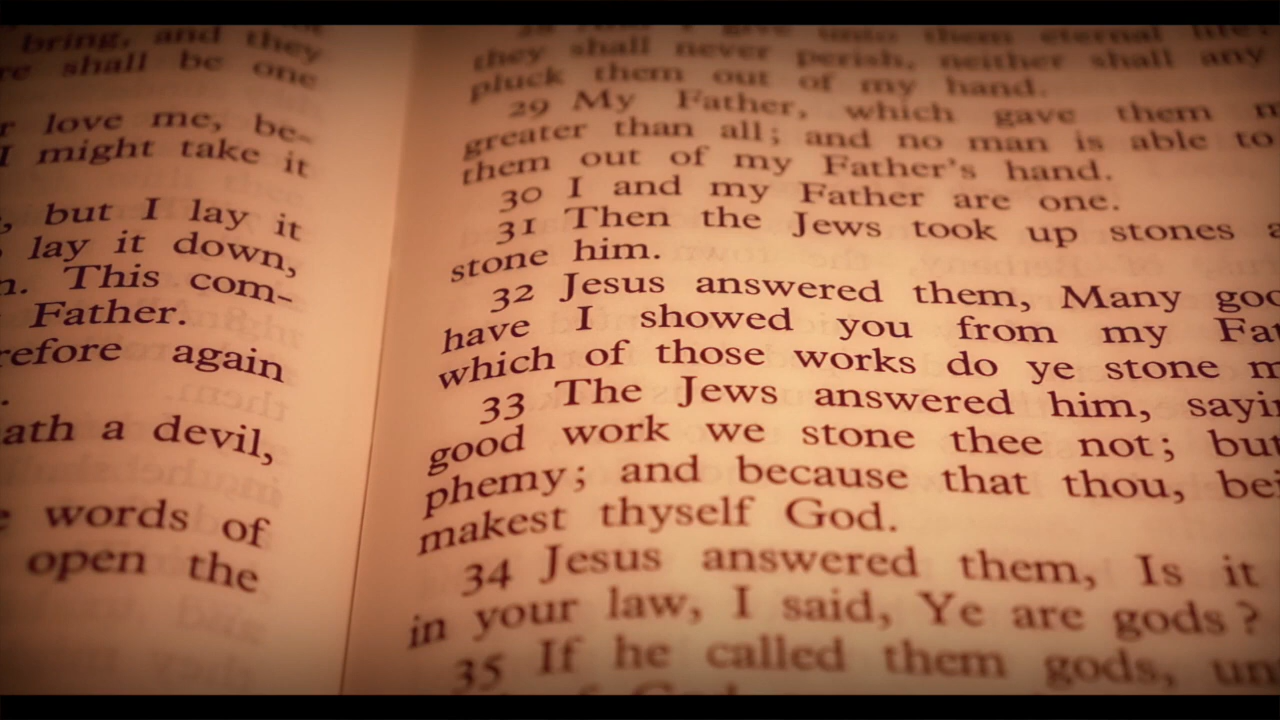 bring, and they
re shall be one
r love me, be-
I might take it
, but I lay it
lay it down,
n. This com-
Father.
refore again
.
ath a devil,
e words of
open the
28 And I give unto them eternal life;
they shall never perish, neither shall any
pluck them out of my hand.
29 My Father, which gave them m
greater than all; and no man is able to
them out of my Father's hand.
30 I and my Father are one.
31 Then the Jews took up stones a
stone him.
32 Jesus answered them, Many goo
have I showed you from my Fat
which of those works do ye stone m
33 The Jews answered him, sayin
good work we stone thee not; but
phemy; and because that thou, bei
makest thyself God.
34 Jesus answered them, Is it
in your law, I said, Ye are gods?
35 If he called them gods, un